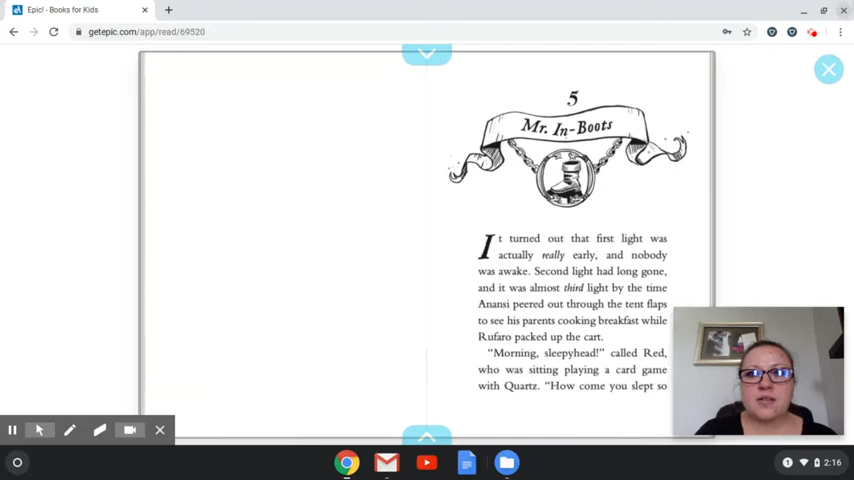 Epic! - Books for Kids
getepic.com/app/read/69520
5
Mr. In-Boots
It turned out that first light was
actually really early, and nobody
was awake. Second light had long gone,
and it was almost third light by the time
Anansi peered out through the tent flaps
to see his parents cooking breakfast while
Rufaro packed up the cart.
“Morning, sleepyhead!” called Red,
who was sitting playing a card game
with Quartz. “How come you slept so
1
2:16